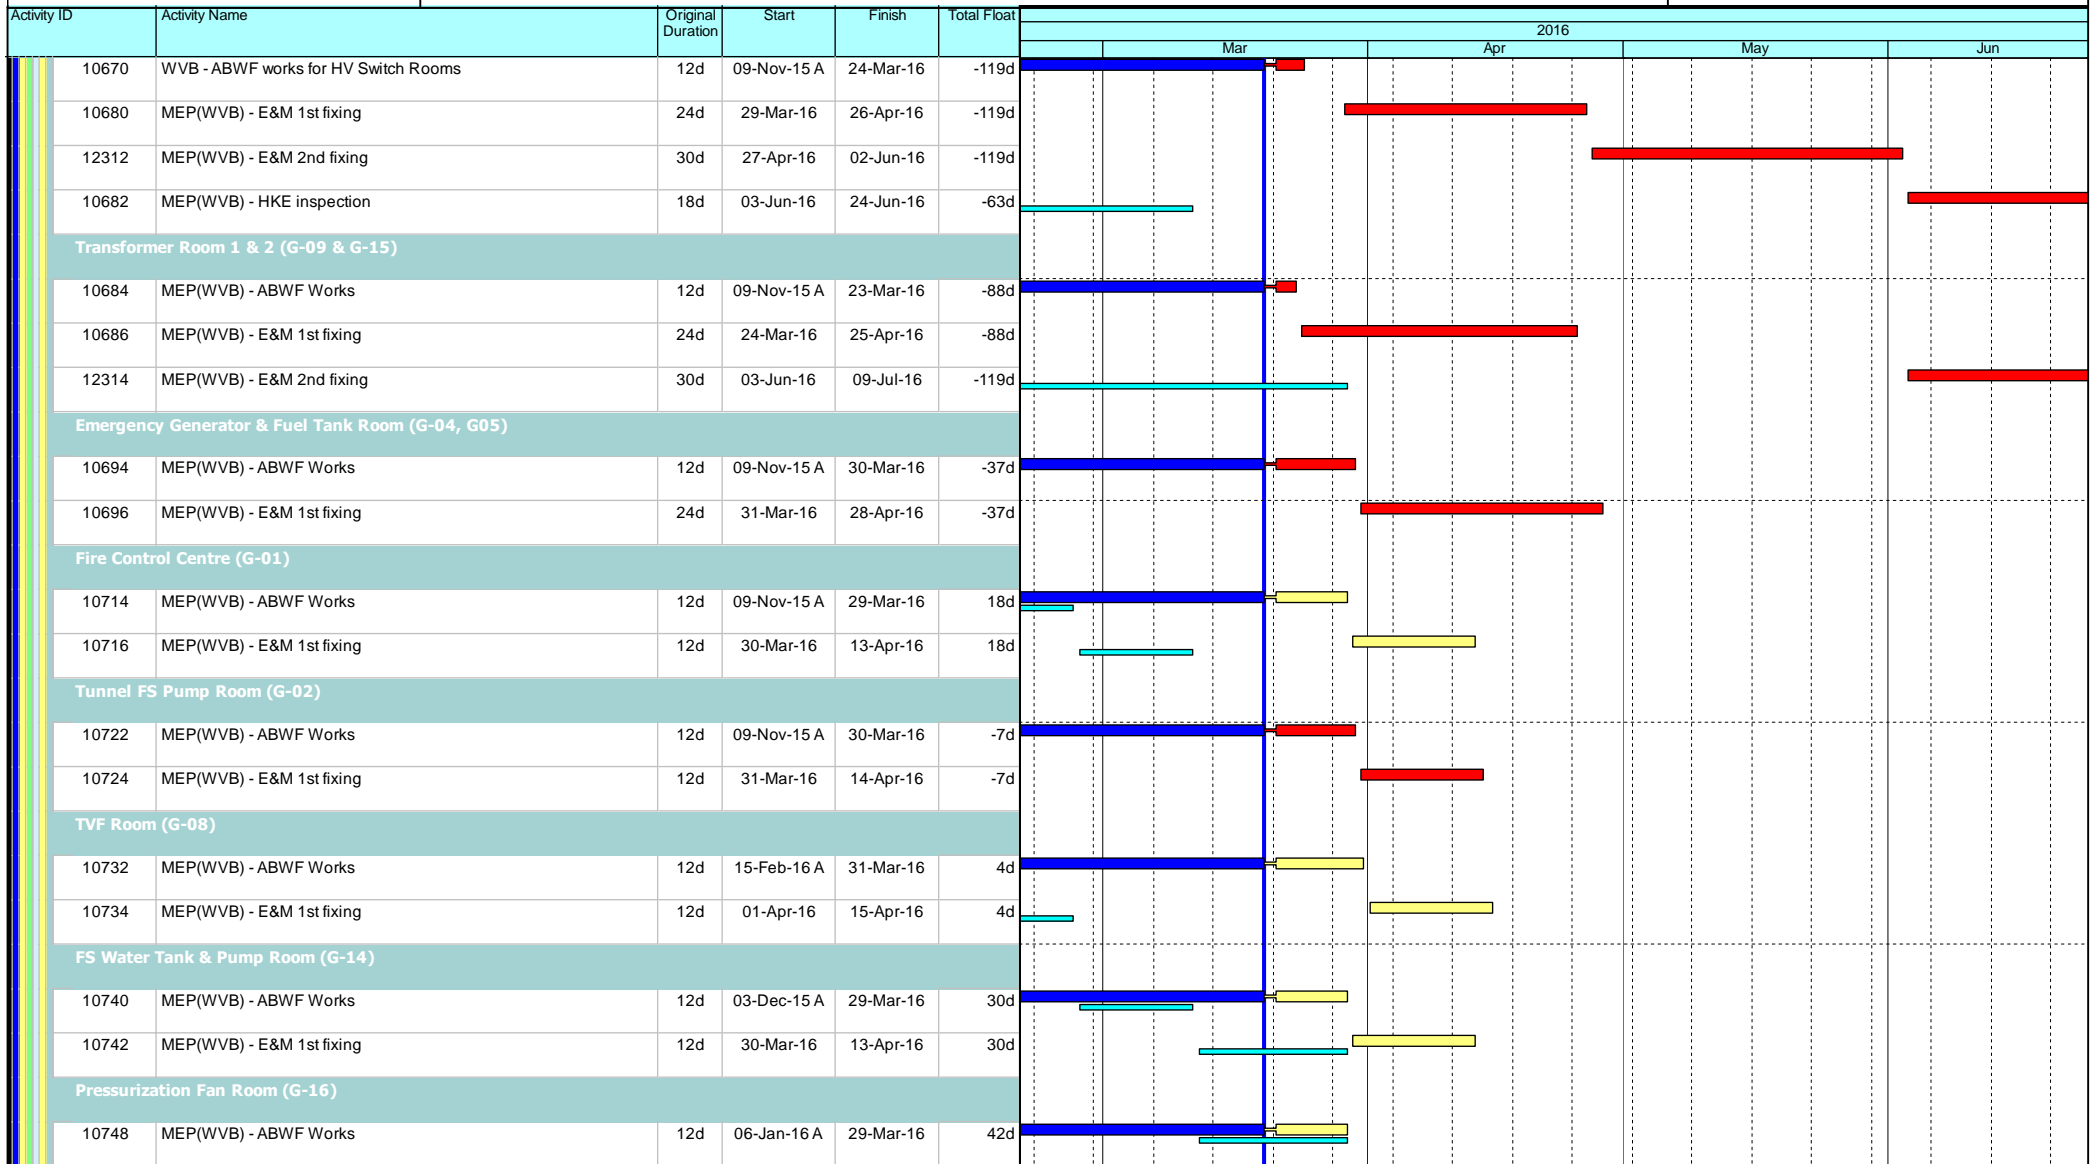 Activity ID Activity Name Original Duration Start Finish Total Float
2016
Mar Apr May Jun
10670 WVB - ABWF works for HV Switch Rooms 12d 09-Nov-15 A 24-Mar-16 -119d
10680 MEP(WVB) - E&M 1st fixing 24d 29-Mar-16 26-Apr-16 -119d
12312 MEP(WVB) - E&M 2nd fixing 30d 27-Apr-16 02-Jun-16 -119d
10682 MEP(WVB) - HKE inspection 18d 03-Jun-16 24-Jun-16 -63d
Transformer Room 1 & 2 (G-09 & G-15)
10684 MEP(WVB) - ABWF Works 12d 09-Nov-15 A 23-Mar-16 -88d
10686 MEP(WVB) - E&M 1st fixing 24d 24-Mar-16 25-Apr-16 -88d
12314 MEP(WVB) - E&M 2nd fixing 30d 03-Jun-16 09-Jul-16 -119d
Emergency Generator & Fuel Tank Room (G-04, G05)
10694 MEP(WVB) - ABWF Works 12d 09-Nov-15 A 30-Mar-16 -37d
10696 MEP(WVB) - E&M 1st fixing 24d 31-Mar-16 28-Apr-16 -37d
Fire Control Centre (G-01)
10714 MEP(WVB) - ABWF Works 12d 09-Nov-15 A 29-Mar-16 18d
10716 MEP(WVB) - E&M 1st fixing 12d 30-Mar-16 13-Apr-16 18d
Tunnel FS Pump Room (G-02)
10722 MEP(WVB) - ABWF Works 12d 09-Nov-15 A 30-Mar-16 -7d
10724 MEP(WVB) - E&M 1st fixing 12d 31-Mar-16 14-Apr-16 -7d
TVF Room (G-08)
10732 MEP(WVB) - ABWF Works 12d 15-Feb-16 A 31-Mar-16 4d
10734 MEP(WVB) - E&M 1st fixing 12d 01-Apr-16 15-Apr-16 4d
FS Water Tank & Pump Room (G-14)
10740 MEP(WVB) - ABWF Works 12d 03-Dec-15 A 29-Mar-16 30d
10742 MEP(WVB) - E&M 1st fixing 12d 30-Mar-16 13-Apr-16 30d
Pressurization Fan Room (G-16)
10748 MEP(WVB) - ABWF Works 12d 06-Jan-16 A 29-Mar-16 42d